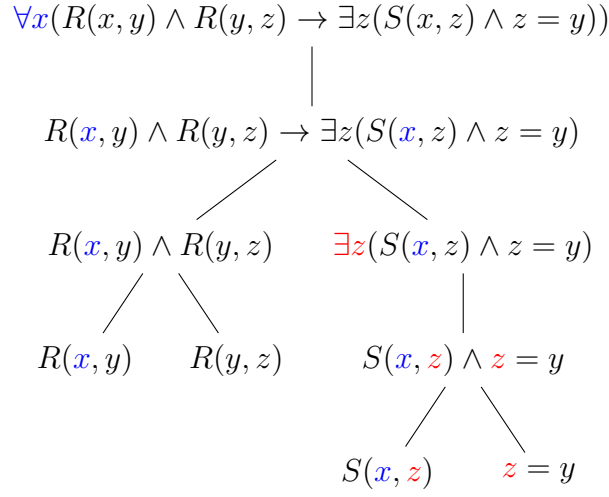 ∀x(R(x, y) ∧ R(y, z) → ∃z(S(x, z) ∧ z = y))
R(x, y) ∧ R(y, z) → ∃z(S(x, z) ∧ z = y)
R(x, y) ∧ R(y, z) ∃z(S(x, z) ∧ z = y)
R(x, y) R(y, z) S(x, z) ∧ z = y
S(x, z) z = y